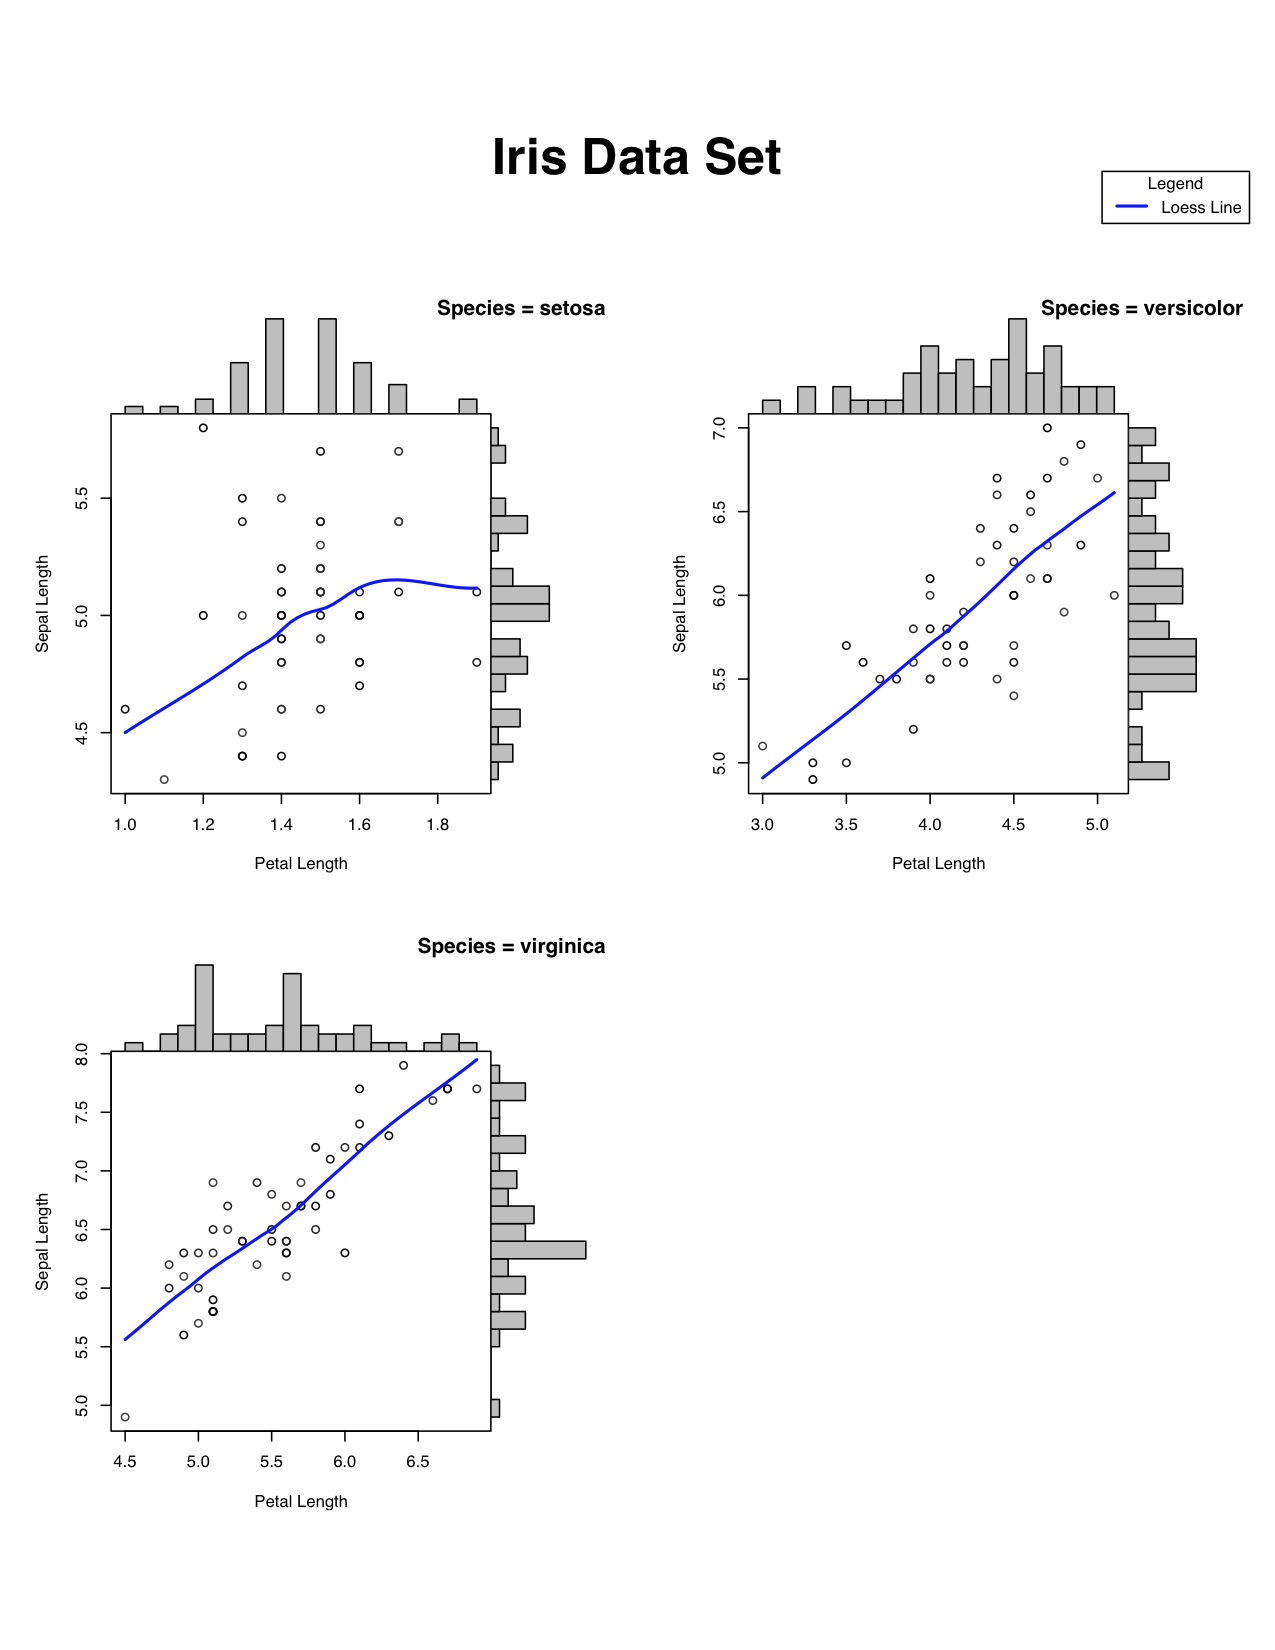 Iris Data Set
Legend
Loess Line
Species = setosa
Sepal Length
5.5
5.0
4.5
1.0 1.2 1.4 1.6 1.8
Petal Length
Species = versicolor
Sepal Length
7.0
6.5
6.0
5.5
5.0
3.0 3.5 4.0 4.5 5.0
Petal Length
Species = virginica
Sepal Length
8.0
7.5
7.0
6.5
6.0
5.5
5.0
4.5 5.0 5.5 6.0 6.5
Petal Length